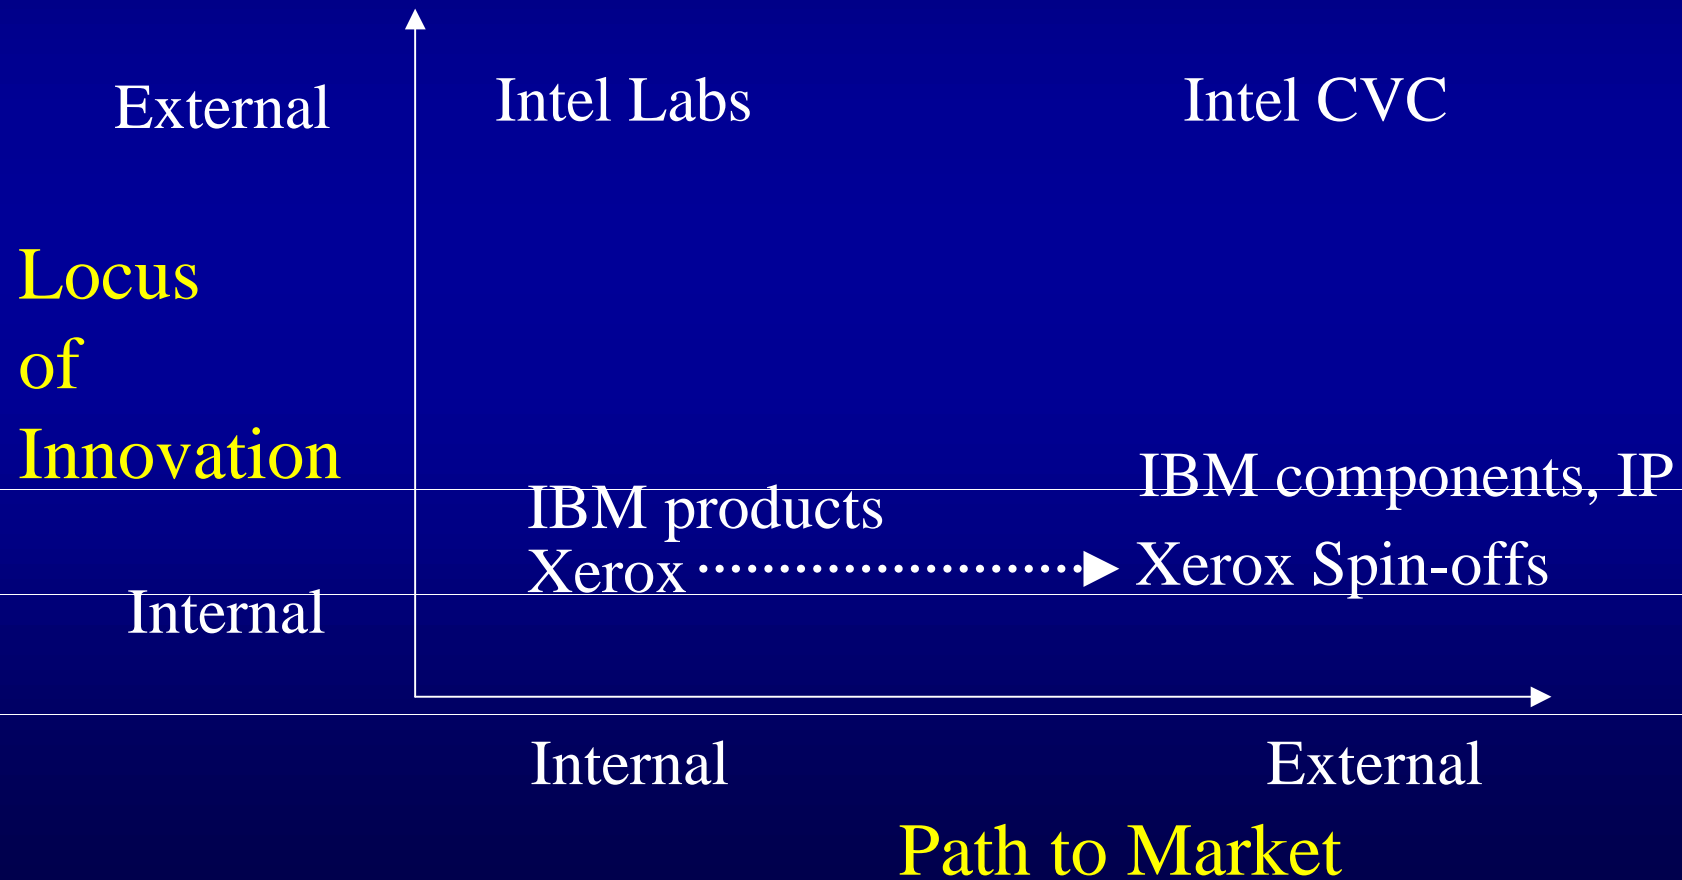 External
Intel Labs
Intel CVC
Locus
of
Innovation
IBM products
IBM components, IP
Xerox
Xerox Spin-offs
Internal
Internal
External
Path to Market